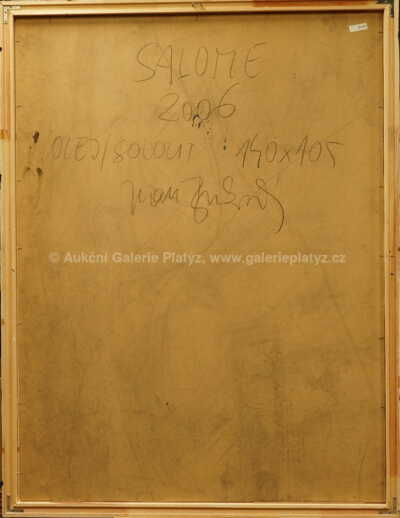 SALOME
2006
OLEJ/SOLOLIT 140x105
© Aukční Galerie Platýz, www.galerieplatyz.cz